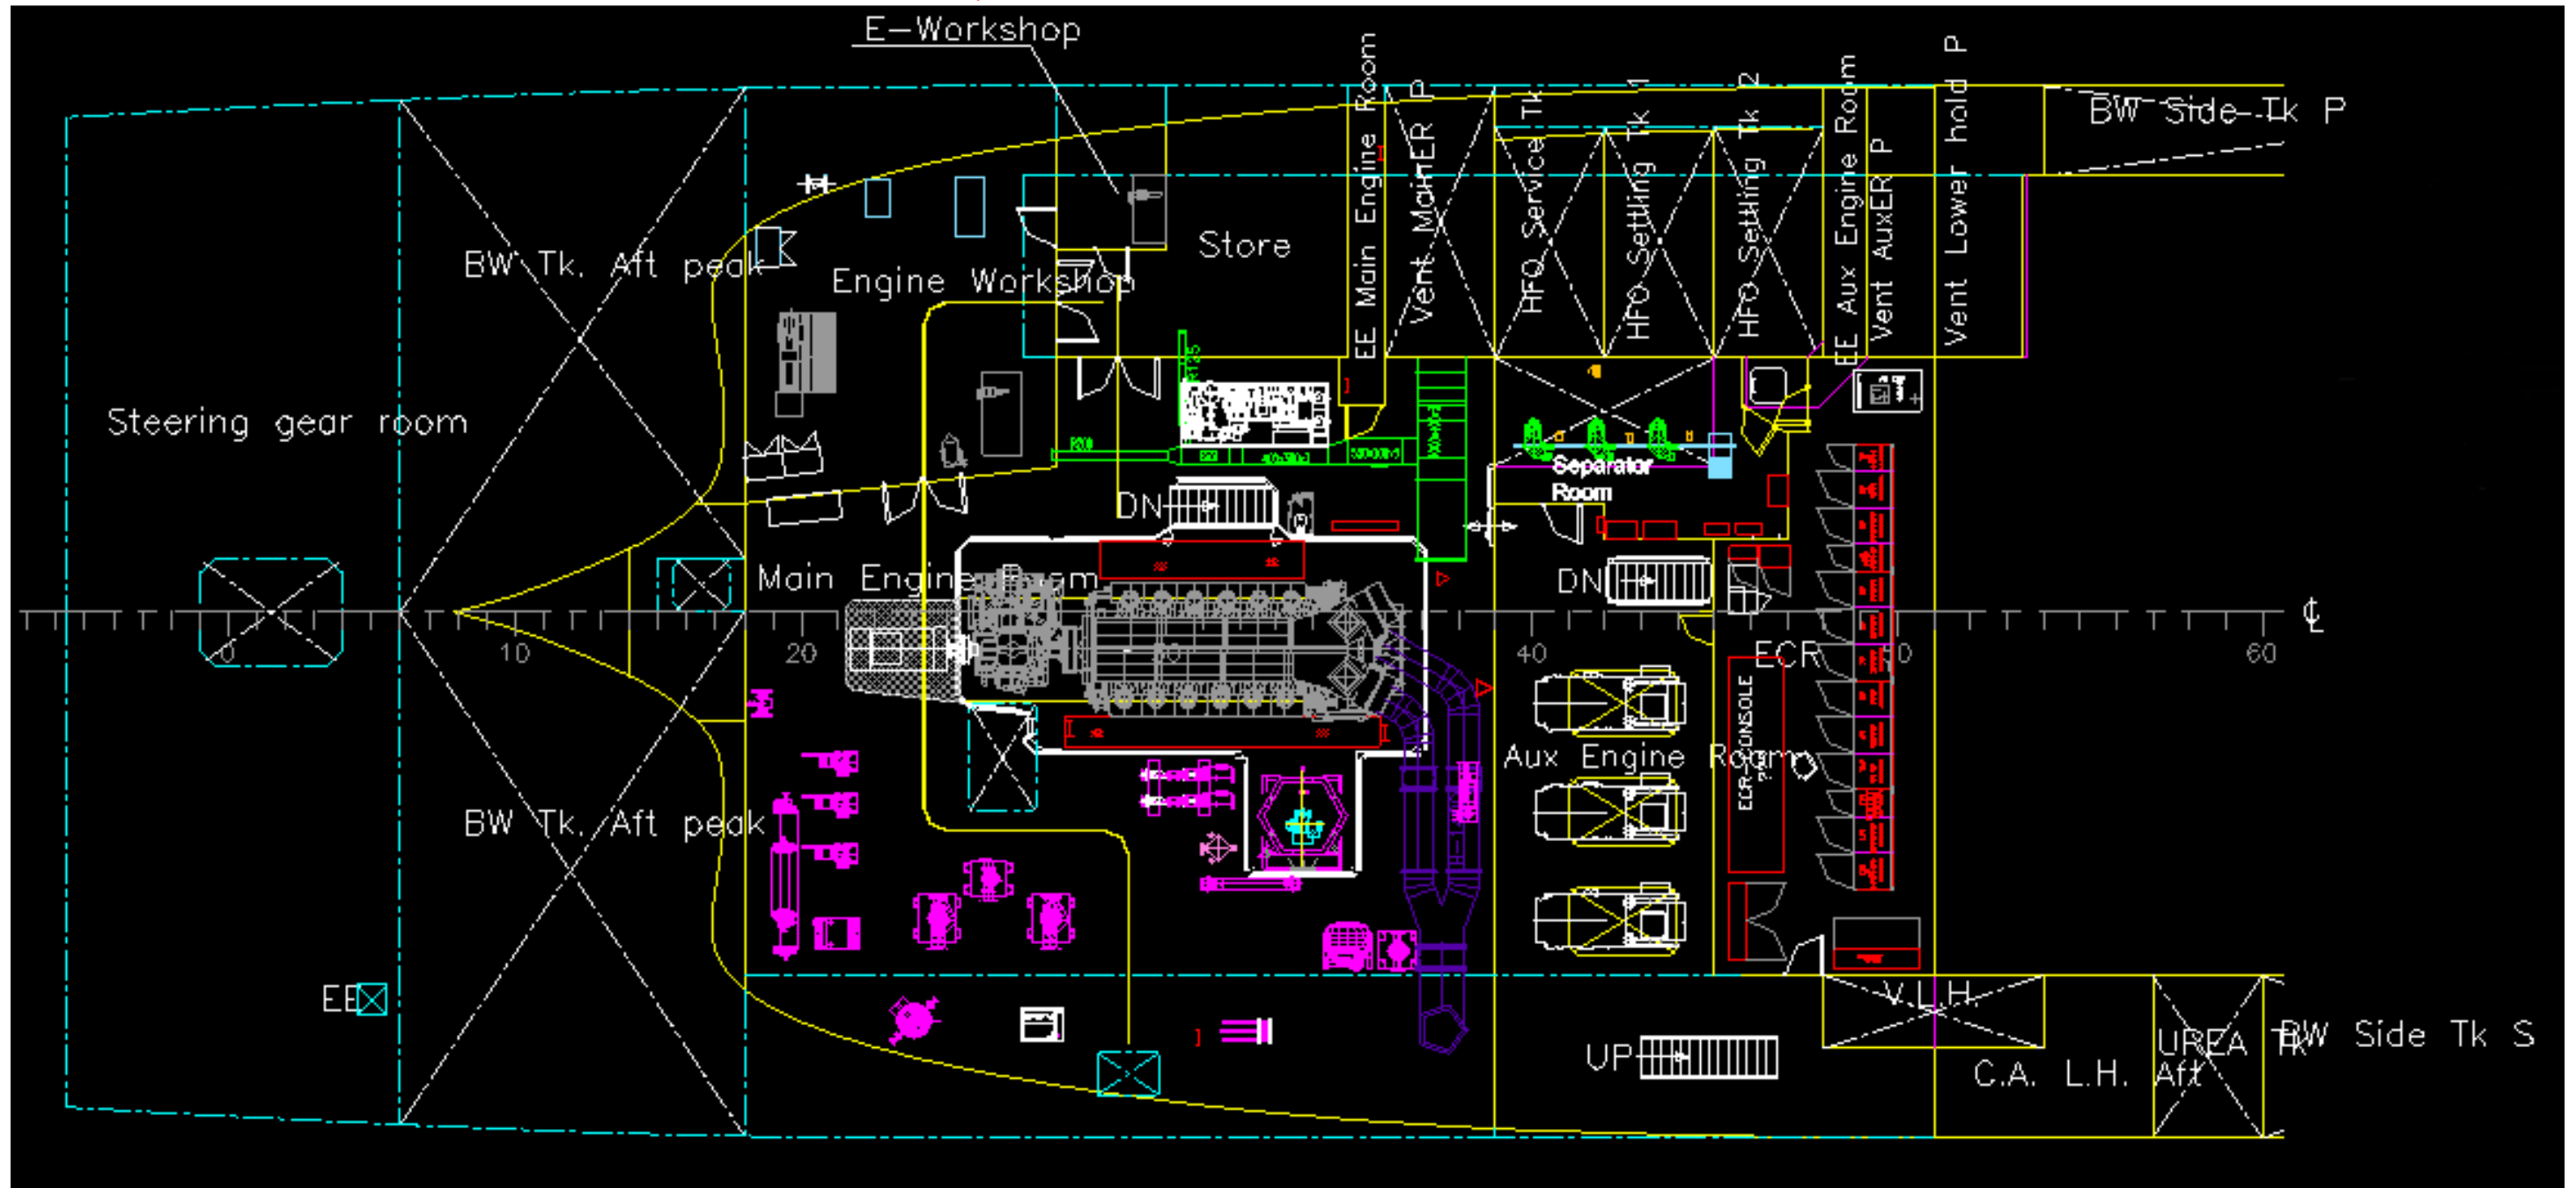 E-Workshop
EE Main Engine Room
Vent MainER P
HFO Service Tk
HFO Settling Tk 1
HFO Settling Tk 2
EE Aux Engine Room
Vent AuxER P
Vent Lower hold P
BW Side Tk P
Store
BW Tk. Aft peak
Engine Workshop
Steering gear room
Separator
Room
DN
Main Engine Room
DN
0
10
20
40
ECR
50
60
℄
Aux Engine Room
ECR-CONSOLE
BW Tk. Aft peak
EE
V.L.H.
UP
UREA Tk
BW Side Tk S
C.A. L.H. Aft